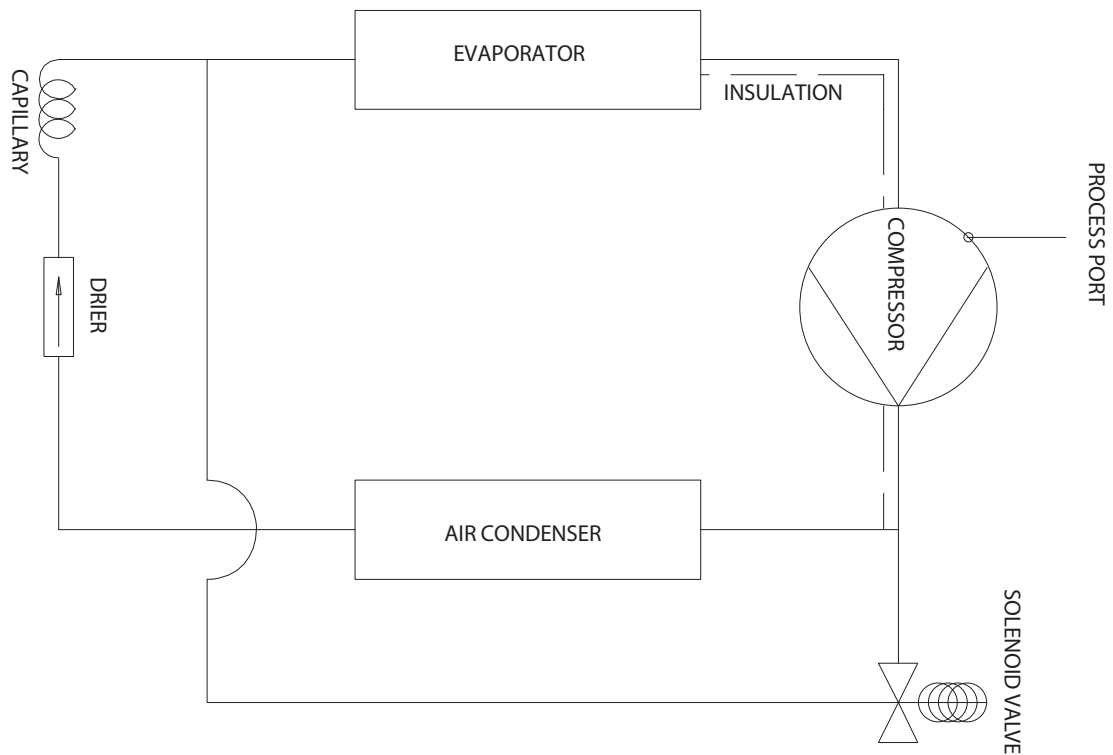 EVAPORATOR
INSULATION
CAPILLARY
PROCESS PORT
COMPRESSOR
DRIER
AIR CONDENSER
SOLENOID VALVE